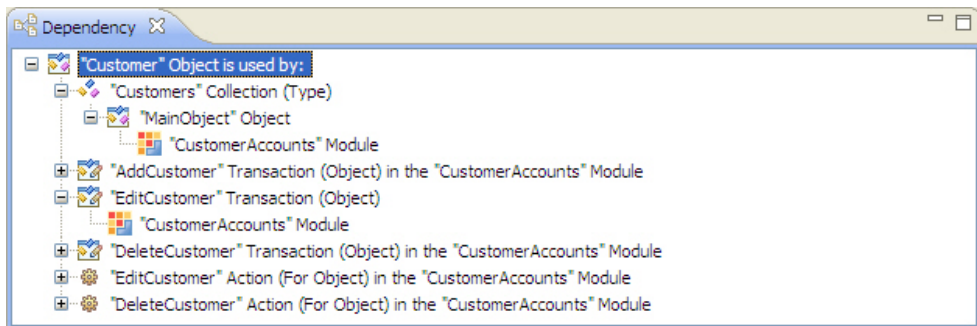 Dependency
"Customer" Object is used by:
"Customers" Collection (Type)
"MainObject" Object
"CustomerAccounts" Module
"AddCustomer" Transaction (Object) in the "CustomerAccounts" Module
"EditCustomer" Transaction (Object)
"CustomerAccounts" Module
"DeleteCustomer" Transaction (Object) in the "CustomerAccounts" Module
"EditCustomer" Action (For Object) in the "CustomerAccounts" Module
"DeleteCustomer" Action (For Object) in the "CustomerAccounts" Module